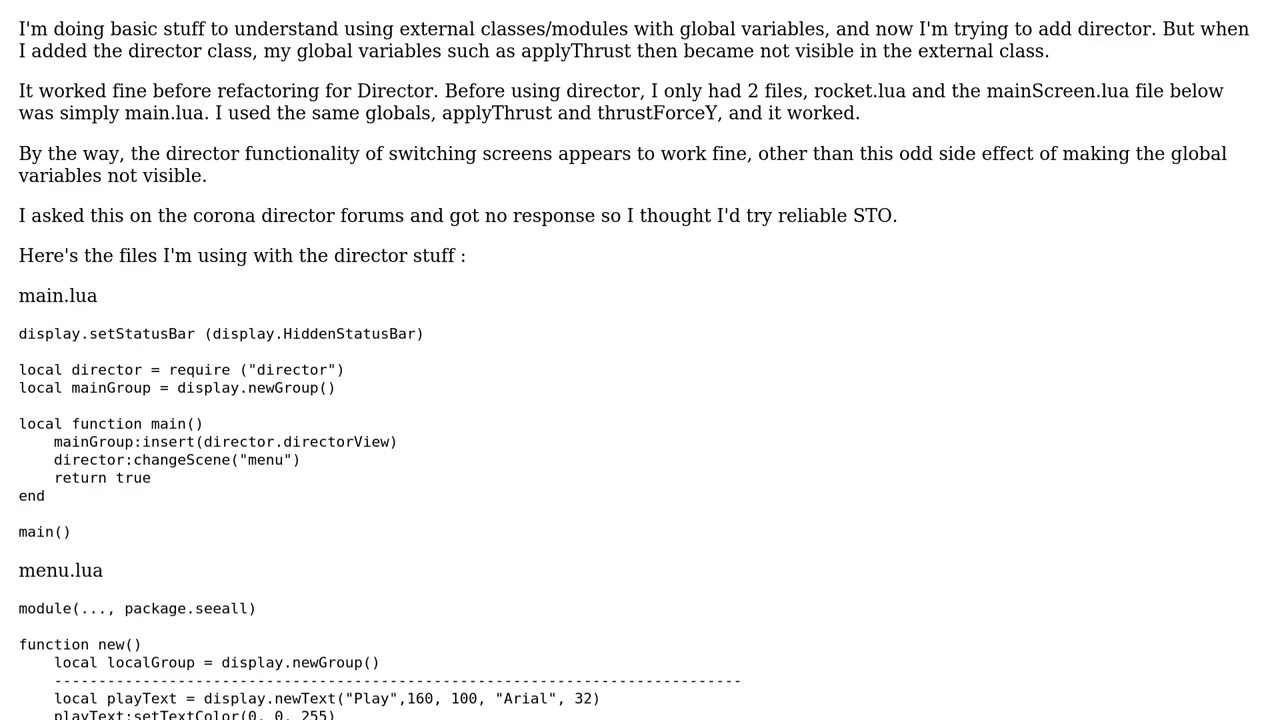 I'm doing basic stuff to understand using external classes/modules with global variables, and now I'm trying to add director. But when
I added the director class, my global variables such as applyThrust then became not visible in the external class.
It worked fine before refactoring for Director. Before using director, I only had 2 files, rocket.lua and the mainScreen.lua file below
was simply main.lua. I used the same globals, applyThrust and thrustForceY, and it worked.
By the way, the director functionality of switching screens appears to work fine, other than this odd side effect of making the global
variables not visible.
I asked this on the corona director forums and got no response so I thought I'd try reliable STO.
Here's the files I'm using with the director stuff :
main.lua
display.setStatusBar (display.HiddenStatusBar)
local director = require ("director")
local mainGroup = display.newGroup()
local function main()
    mainGroup:insert(director.directorView)
    director:changeScene("menu")
    return true
end
main()
menu.lua
module(..., package.seeall)
function new()
    local localGroup = display.newGroup()
    ------------------------------------------------------------------------------
    local playText = display.newText("Play",160, 100, "Arial", 32)
    playText:setTextColor(0, 0, 255)